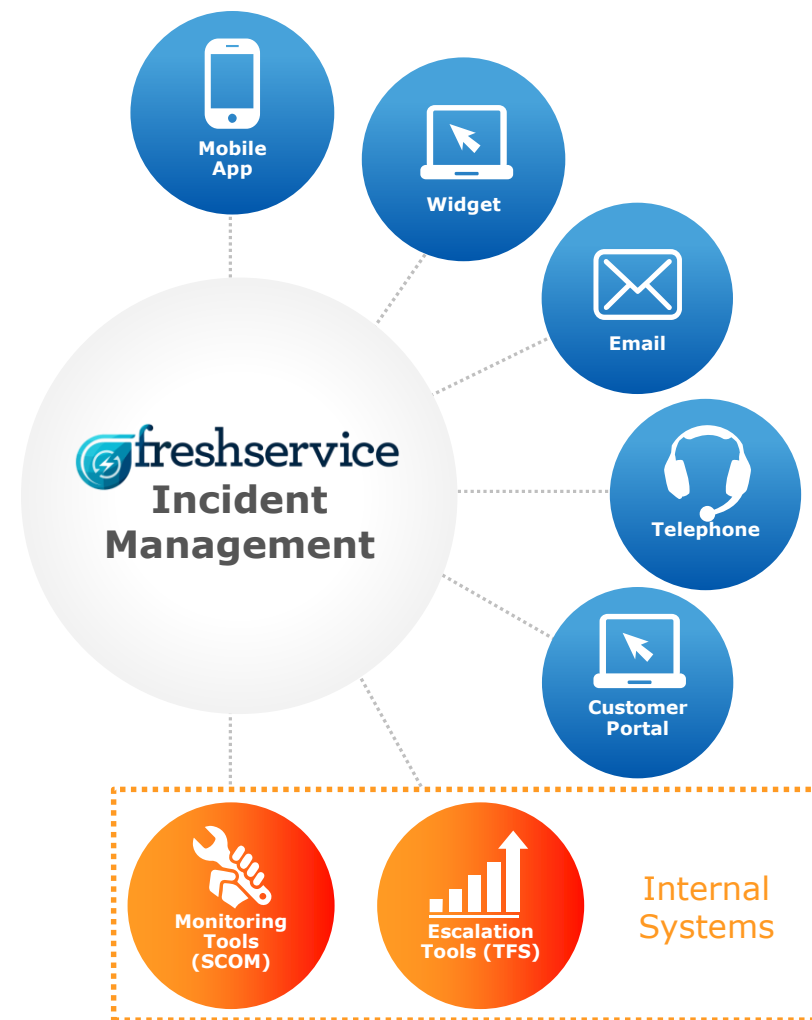 Mobile
App
Widget
Email
freshservice
Incident
Management
Telephone
Customer
Portal
Monitoring
Tools
(SCOM)
Escalation
Tools (TFS)
Internal
Systems